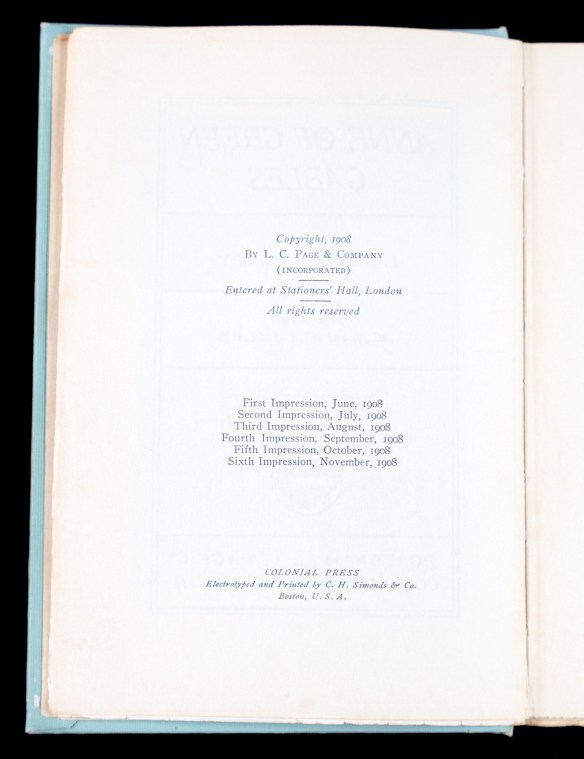 Copyright, 1908
BY L. C. PAGE & COMPANY
(INCORPORATED)
Entered at Stationers' Hall, London
All rights reserved
First Impression, June, 1908
Second Impression, July, 1908
Third Impression, August, 1908
Fourth Impression, September, 1908
Fifth Impression, October, 1908
Sixth Impression, November, 1908
COLONIAL PRESS
Electrotyped and Printed by C. H. Simonds & Co.
Boston, U. S. A.